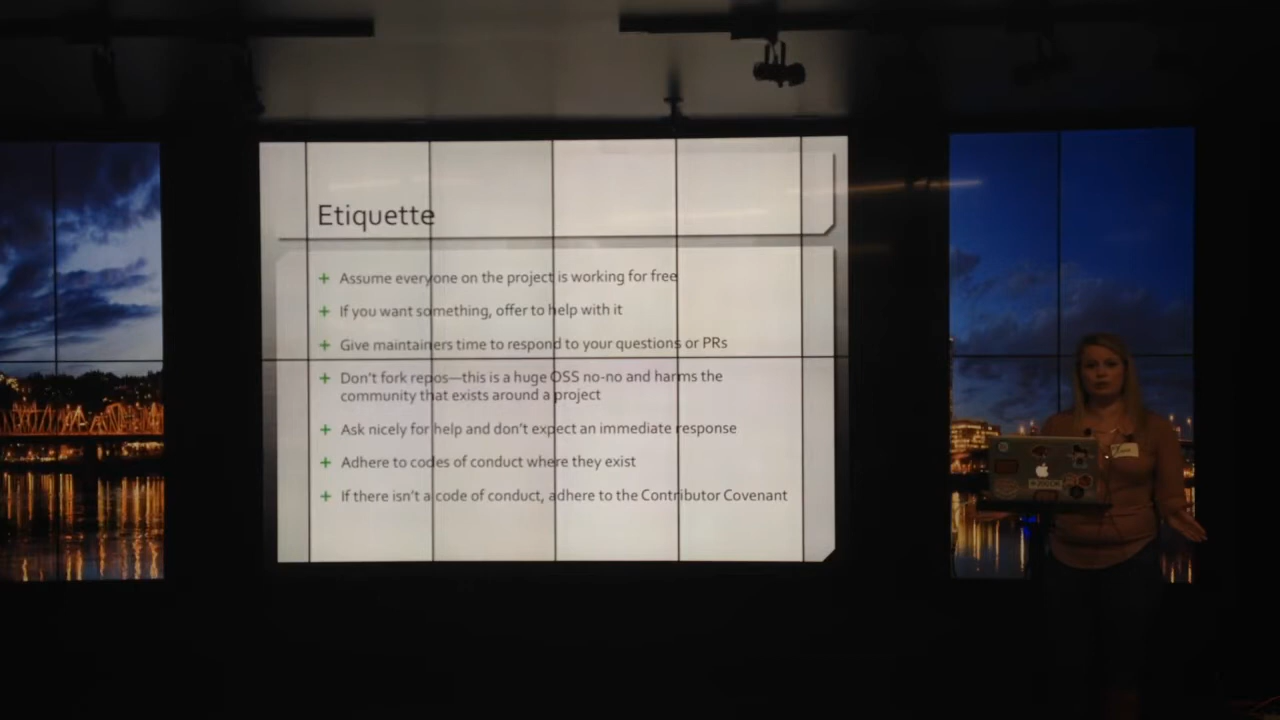 Etiquette
+ Assume everyone on the project is working for free
+ If you want something, offer to help with it
+ Give maintainers time to respond to your questions or PRs
+ Don't fork repos—this is a huge OSS no-no and harms the
community that exists around a project
+ Ask nicely for help and don't expect an immediate response
+ Adhere to codes of conduct where they exist
+ If there isn't a code of conduct, adhere to the Contributor Covenant